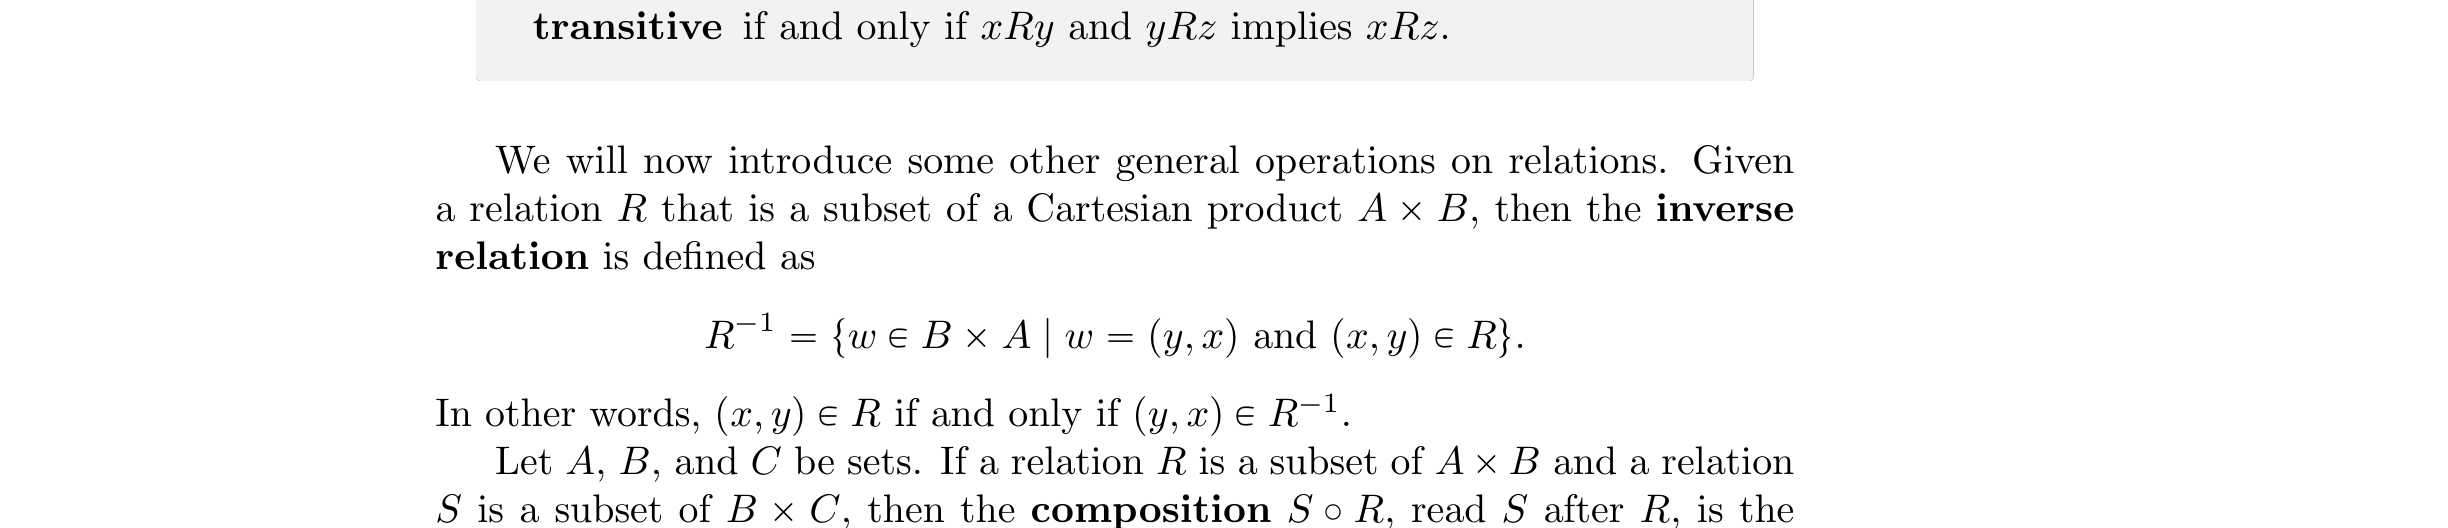 transitive if and only if xRy and yRz implies xRz.
We will now introduce some other general operations on relations. Given
a relation R that is a subset of a Cartesian product A × B, then the inverse
relation is defined as
R⁻¹ = {w ∈ B × A | w = (y, x) and (x, y) ∈ R}.
In other words, (x, y) ∈ R if and only if (y, x) ∈ R⁻¹.
Let A, B, and C be sets. If a relation R is a subset of A × B and a relation
S is a subset of B × C, then the composition S ∘ R, read S after R, is the